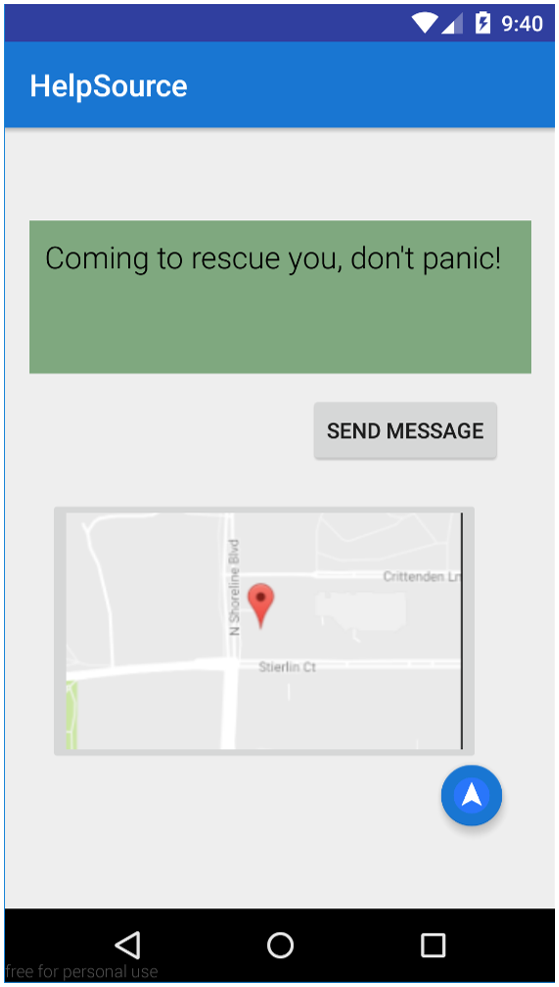 9:40
HelpSource
Coming to rescue you, don't panic!
SEND MESSAGE
N Shoreline Blvd
Crittenden Ln
Stierlin Ct
free for personal use